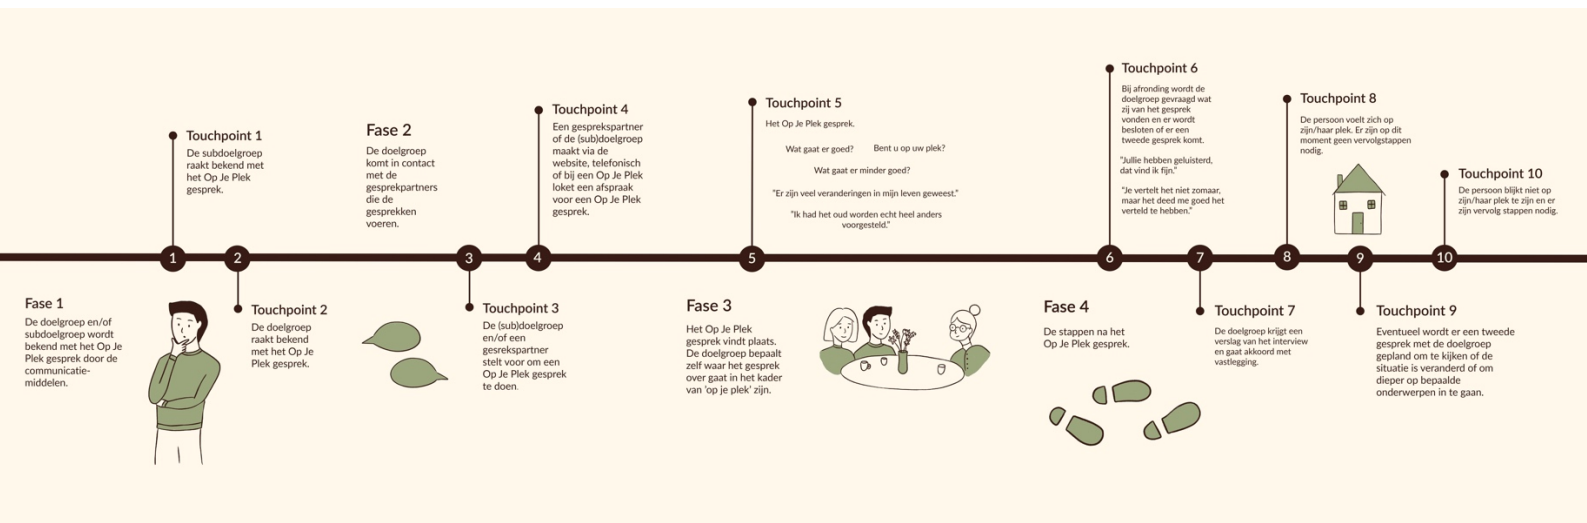 Fase 1
De doelgroep en/of
subdoelgroep wordt
bekend met het Op Je
Plek gesprek door de
communicatie-
middelen.
Touchpoint 1
De subdoelgroep
raakt bekend met
het Op Je Plek
gesprek.
1
2
Touchpoint 2
De doelgroep
raakt bekend
met het Op Je
Plek gesprek.
Fase 2
De doelgroep
komt in contact
met de
gesprekpartners
die de
gesprekken
voeren.
3
Touchpoint 3
De (sub)doelgroep
en/of een
gesrekspartner
stelt voor om een
Op Je Plek gesprek
te doen.
Touchpoint 4
Een gesprekspartner
of de (sub)doelgroep
maakt via de
website, telefonisch
of bij een Op Je Plek
loket een afspraak
voor een Op Je Plek
gesprek.
4
Fase 3
Het Op Je Plek
gesprek vindt plaats.
De doelgroep bepaalt
zelf waar het gesprek
over gaat in het kader
van 'op je plek' zijn.
Touchpoint 5
Het Op Je Plek gesprek.
Wat gaat er goed? Bent u op uw plek?
Wat gaat er minder goed?
"Er zijn veel veranderingen in mijn leven geweest."
"Ik had het oud worden echt heel anders
voorgesteld."
5
Fase 4
De stappen na het
Op Je Plek gesprek.
Touchpoint 6
Bij afronding wordt de
doelgroep gevraagd wat
zij van het gesprek
vonden en er wordt
besloten of er een
tweede gesprek komt.
"Jullie hebben geluisterd,
dat vind ik fijn."
"Je vertelt het niet zomaar,
maar het deed me goed het
verteld te hebben."
6
7
Touchpoint 7
De doelgroep krijgt een
verslag van het interview
en gaat akkoord met
vastlegging.
Touchpoint 8
De persoon voelt zich op
zijn/haar plek. Er zijn op dit
moment geen vervolgstappen
nodig.
8
9
Touchpoint 9
Eventueel wordt er een tweede
gesprek met de doelgroep
gepland om te kijken of de
situatie is veranderd of om
dieper op bepaalde
onderwerpen in te gaan.
Touchpoint 10
De persoon blijkt niet op
zijn/haar plek te zijn en er
zijn vervolg stappen nodig.
10